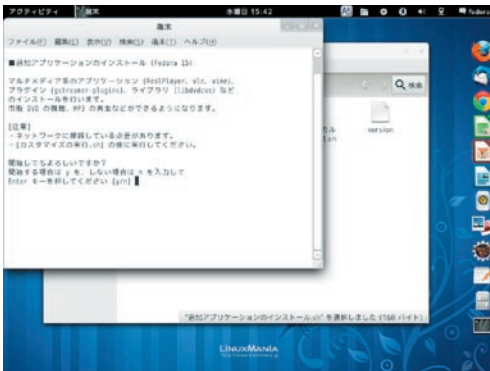 アクティビティ 端末 水曜日 15:42 fedora
端末
ファイル(F) 編集(E) 表示(V) 検索(S) 端末(T) ヘルプ(H)
■追加アプリケーションのインストール (Fedora 15)
マルチメディア系のアプリケーション (RealPlayer, vlc, xine)、
プラグイン (gstreamer-plugins)、ライブラリ (libdvdcss) など
のインストールを行います。
市販 DVD の視聴、MP3 の再生などができるようになります。
[注意]
・ネットワークに接続している必要があります。
・[カスタマイズの実行.sh] の後に実行してください。
開始してもよろしいですか?
開始する場合は y を、しない場合は n を入力して
Enter キーを押してください [y/n]
検索
version
"追加アプリケーションのインストール.sh" を選択しました (568 バイト)
LinuxMania